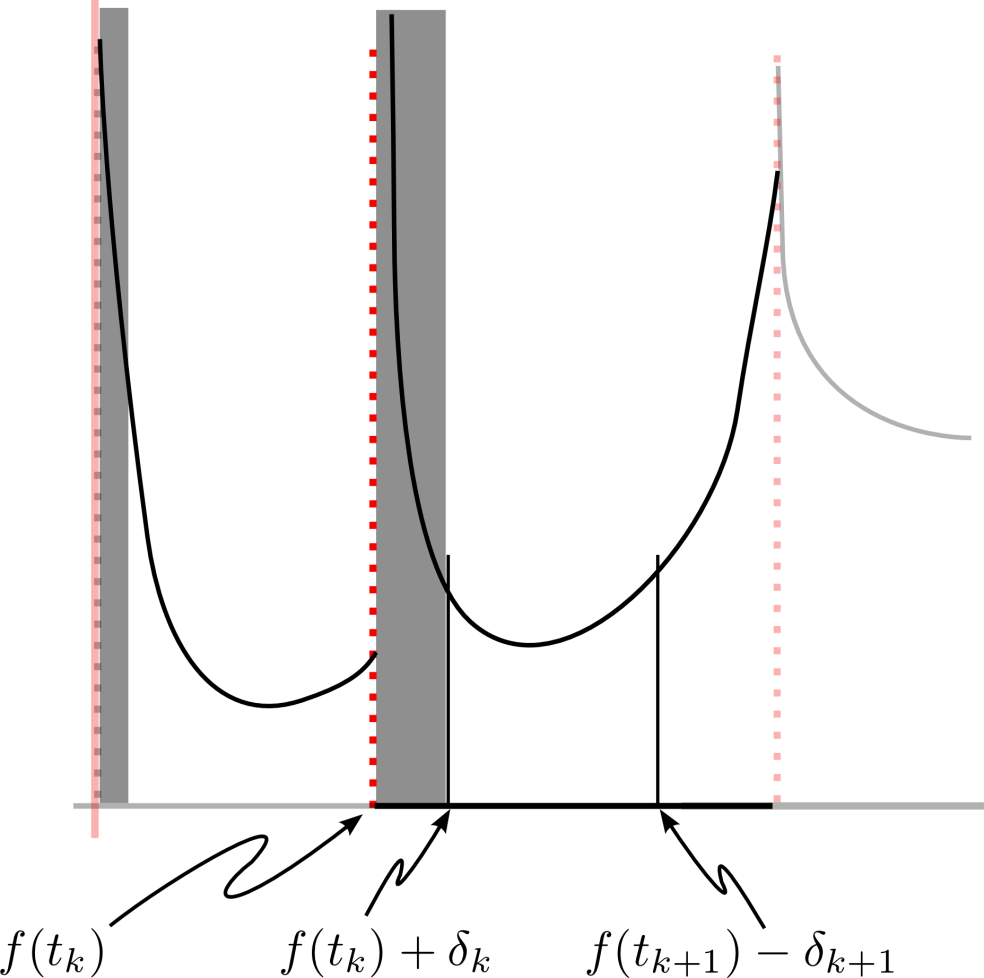 f(t_k) f(t_k) + δ_k f(t_{k+1}) − δ_{k+1}